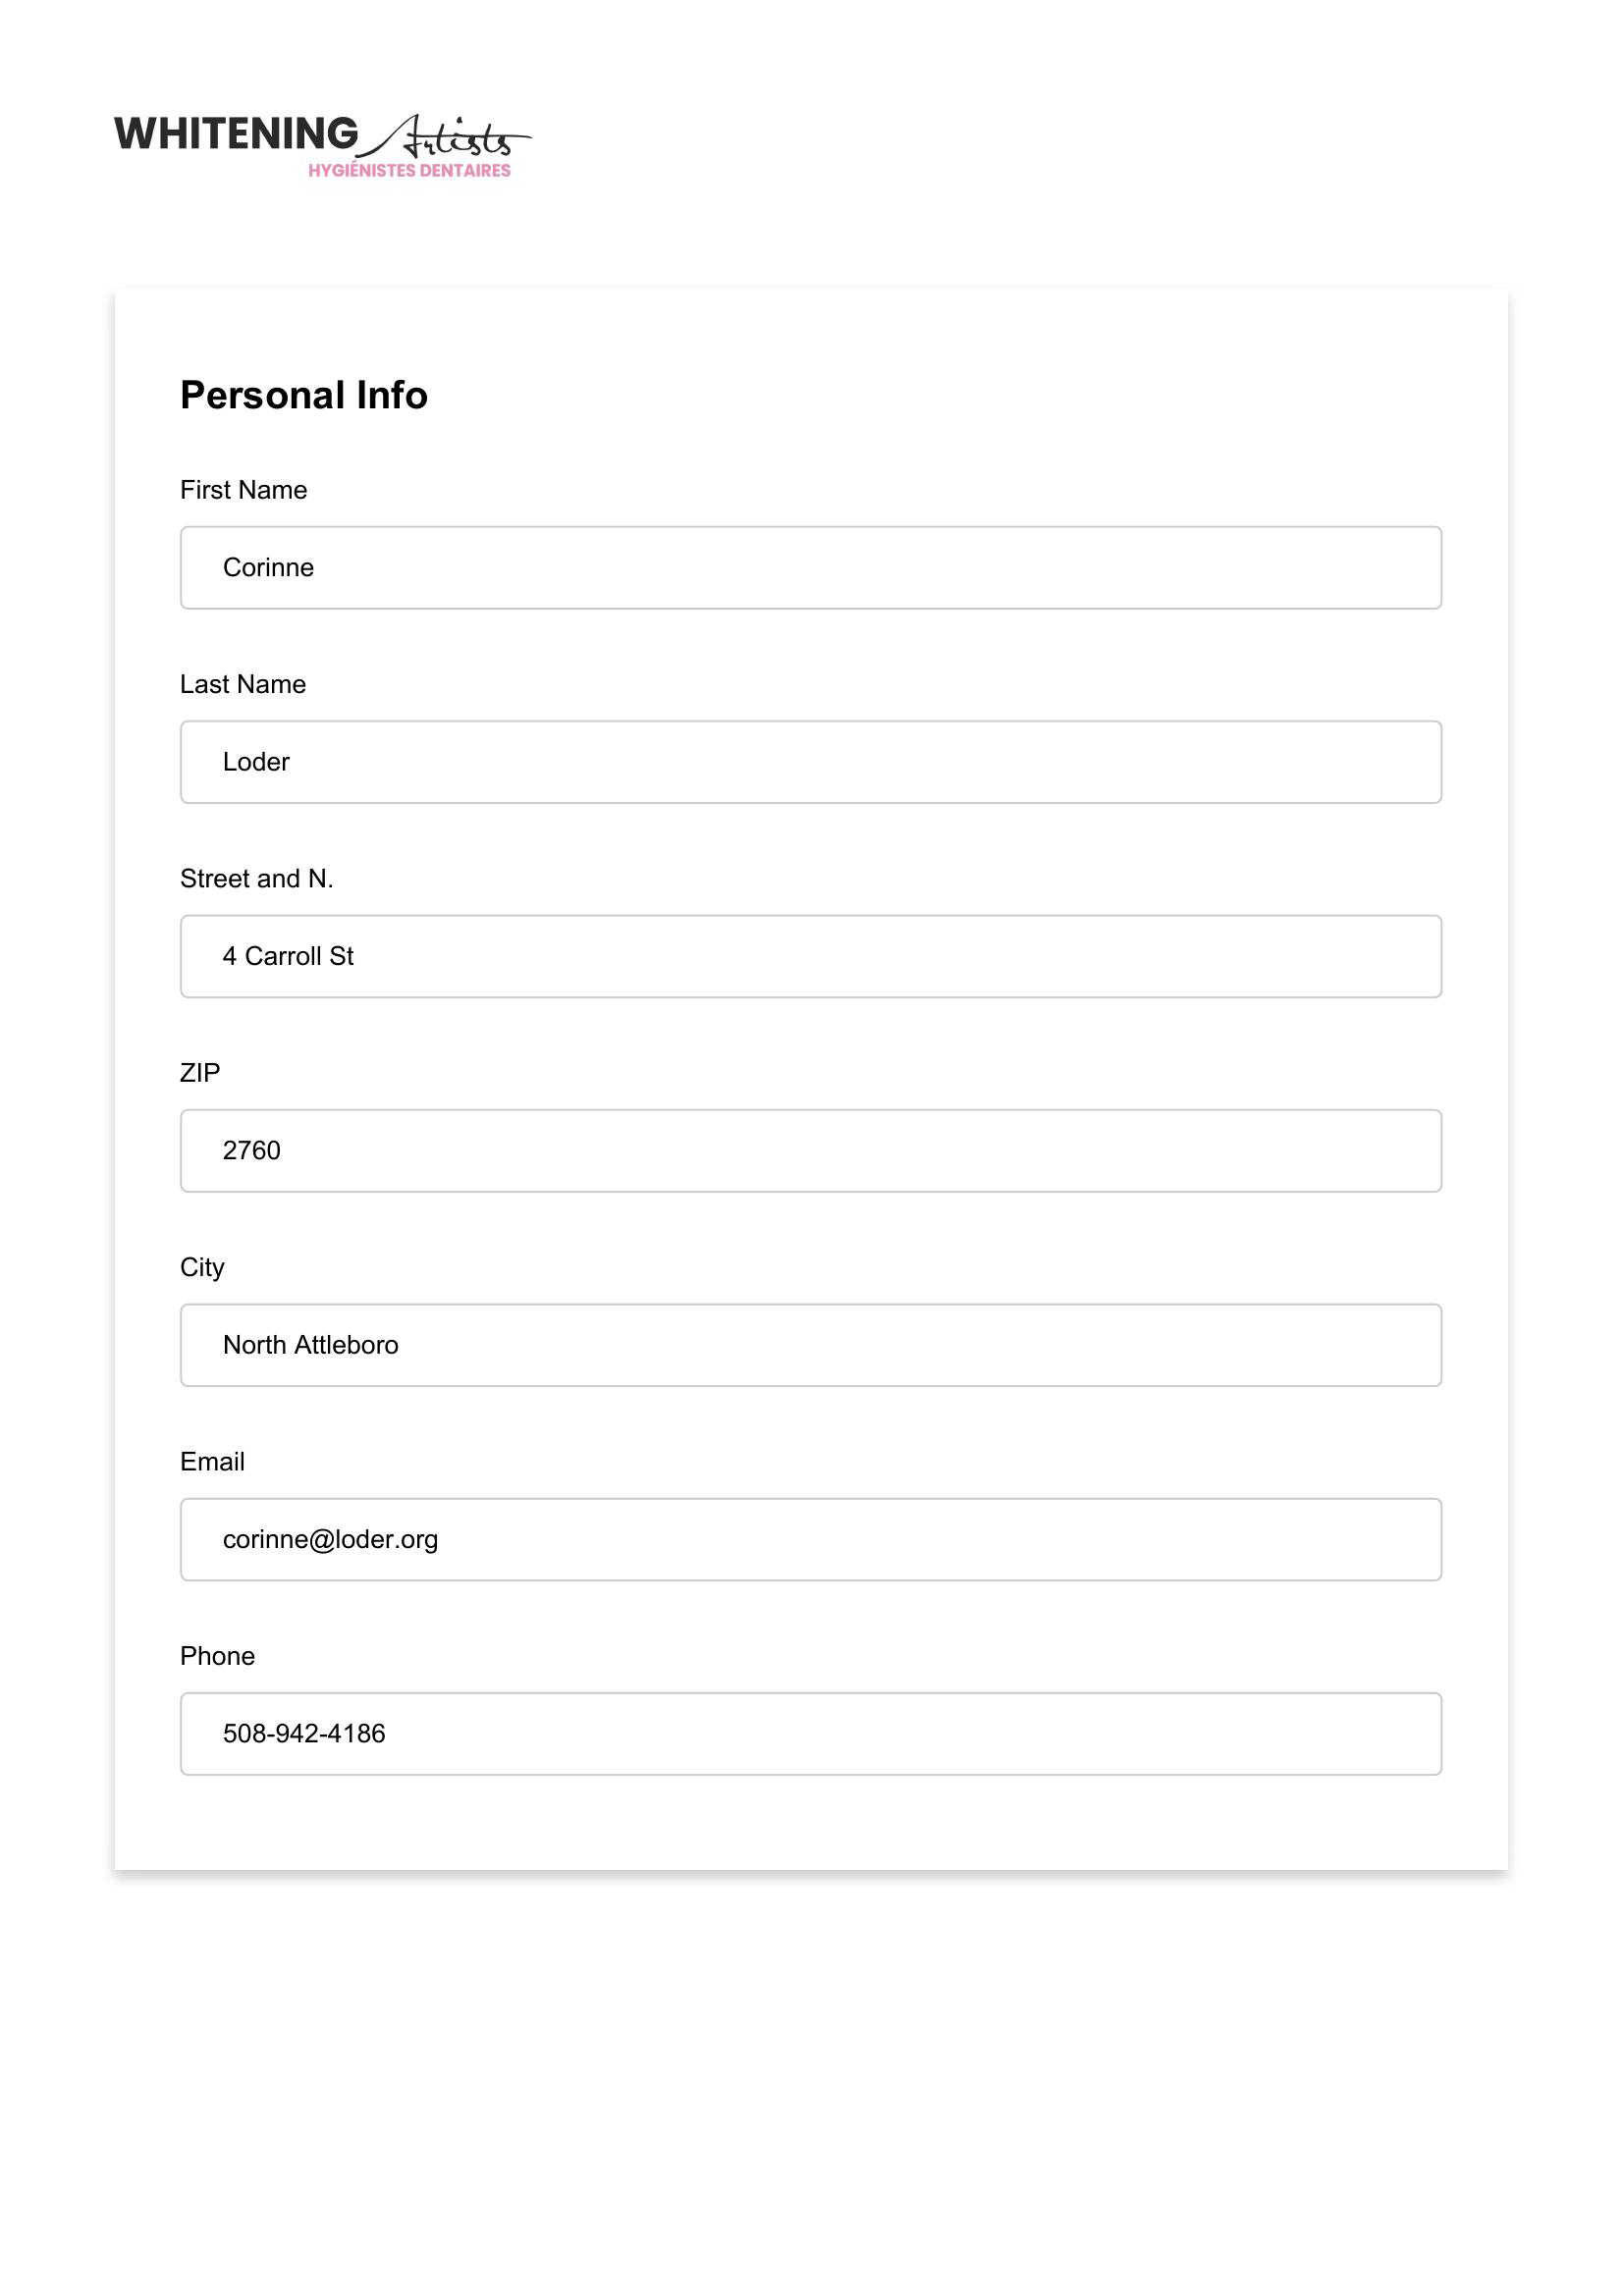 WHITENING Artists
HYGIÉNISTES DENTAIRES
Personal Info
First Name
Corinne
Last Name
Loder
Street and N.
4 Carroll St
ZIP
2760
City
North Attleboro
Email
corinne@loder.org
Phone
508-942-4186